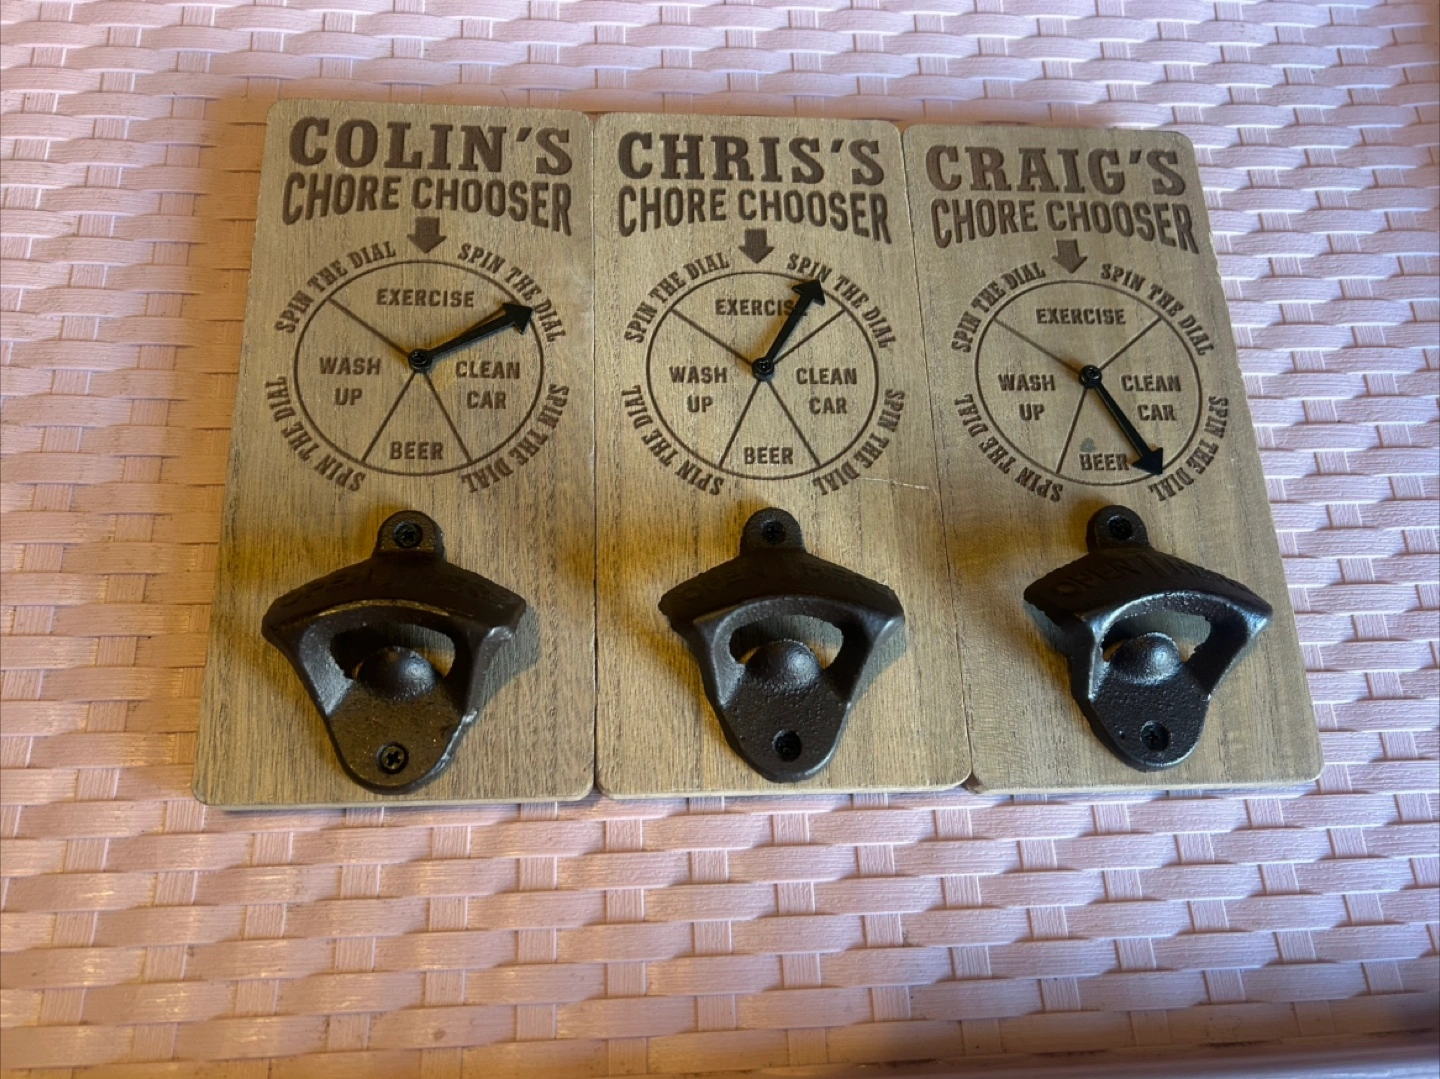 COLIN'S
CHORE CHOOSER
SPIN THE DIAL
SPIN THE DIAL
SPIN THE DIAL
SPIN THE DIAL
EXERCISE
WASH
UP
CLEAN
CAR
BEER
CHRIS'S
CHORE CHOOSER
SPIN THE DIAL
SPIN THE DIAL
SPIN THE DIAL
SPIN THE DIAL
EXERCISE
WASH
UP
CLEAN
CAR
BEER
CRAIG'S
CHORE CHOOSER
SPIN THE DIAL
SPIN THE DIAL
SPIN THE DIAL
SPIN THE DIAL
EXERCISE
WASH
UP
CLEAN
CAR
BEER